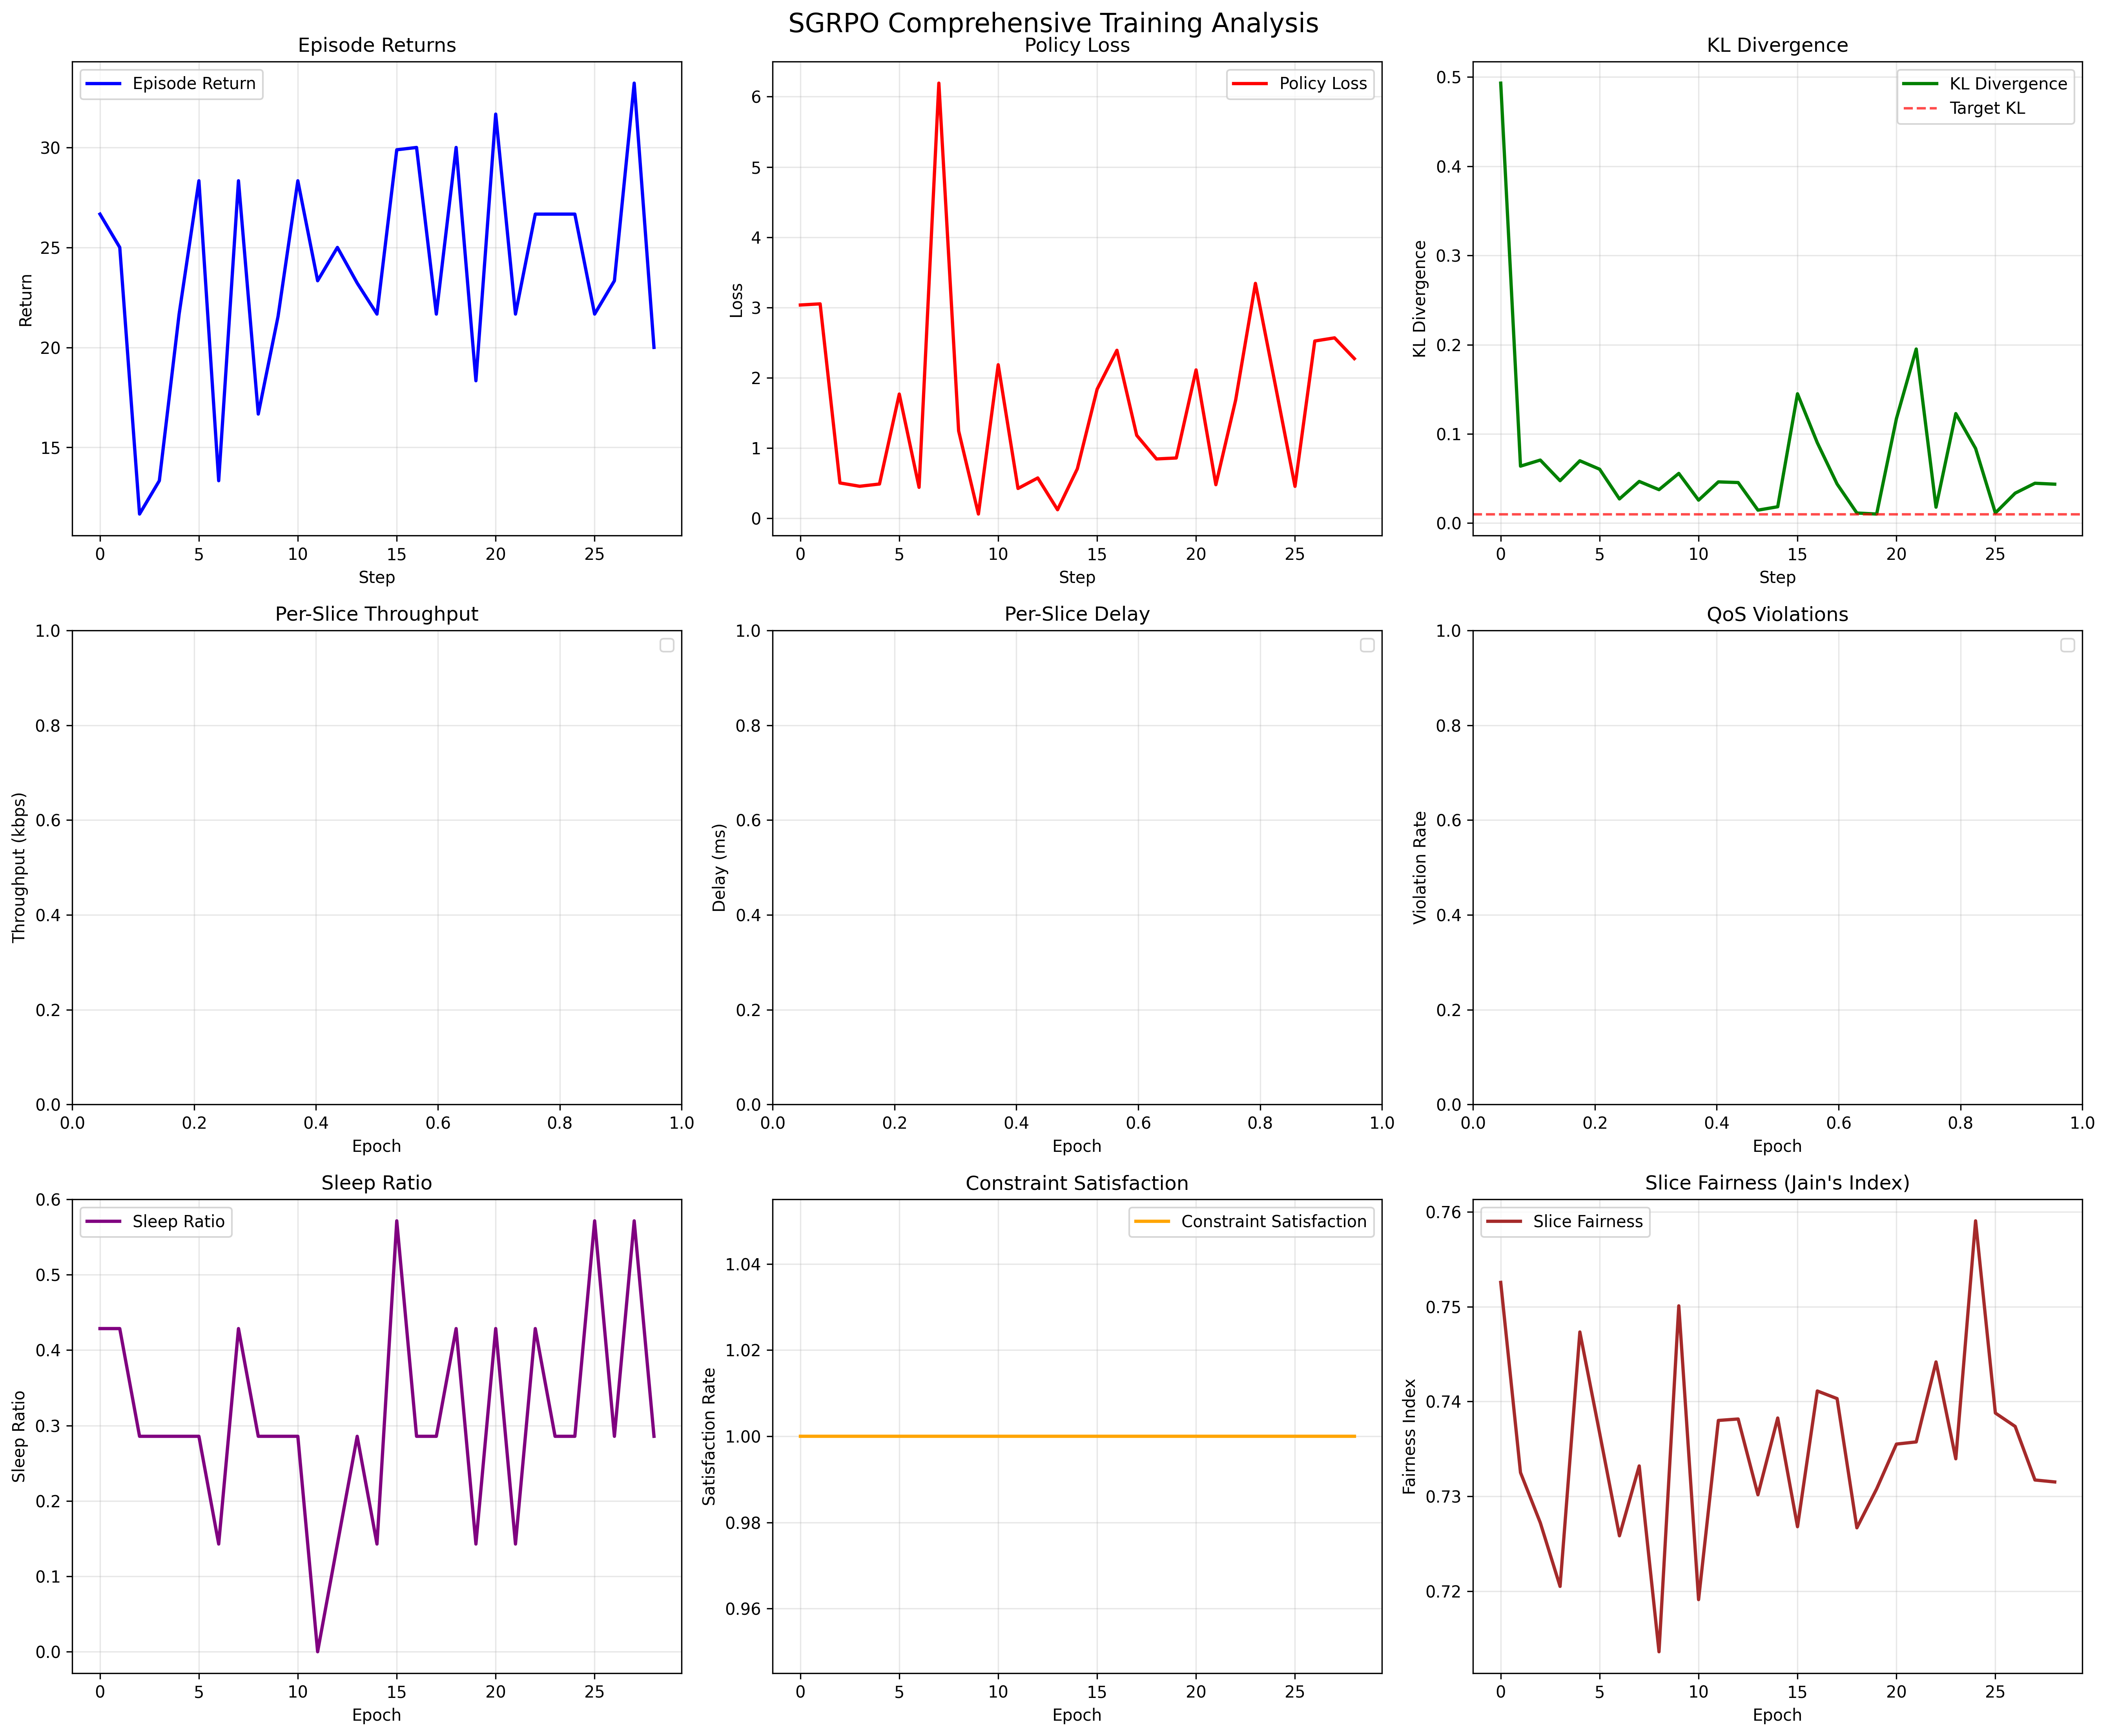 SGRPO Comprehensive Training Analysis
Episode Returns
Episode Return
30
25
20
15
Return
0 5 10 15 20 25
Step
Policy Loss
Policy Loss
6
5
4
3
2
1
0
Loss
0 5 10 15 20 25
Step
KL Divergence
KL Divergence
Target KL
0.5
0.4
0.3
0.2
0.1
0.0
KL Divergence
0 5 10 15 20 25
Step
Per-Slice Throughput
1.0
0.8
0.6
0.4
0.2
0.0
Throughput (kbps)
0.0 0.2 0.4 0.6 0.8 1.0
Epoch
Per-Slice Delay
1.0
0.8
0.6
0.4
0.2
0.0
Delay (ms)
0.0 0.2 0.4 0.6 0.8 1.0
Epoch
QoS Violations
1.0
0.8
0.6
0.4
0.2
0.0
Violation Rate
0.0 0.2 0.4 0.6 0.8 1.0
Epoch
Sleep Ratio
Sleep Ratio
0.6
0.5
0.4
0.3
0.2
0.1
0.0
Sleep Ratio
0 5 10 15 20 25
Epoch
Constraint Satisfaction
Constraint Satisfaction
1.04
1.02
1.00
0.98
0.96
Satisfaction Rate
0 5 10 15 20 25
Epoch
Slice Fairness (Jain's Index)
Slice Fairness
0.76
0.75
0.74
0.73
0.72
Fairness Index
0 5 10 15 20 25
Epoch